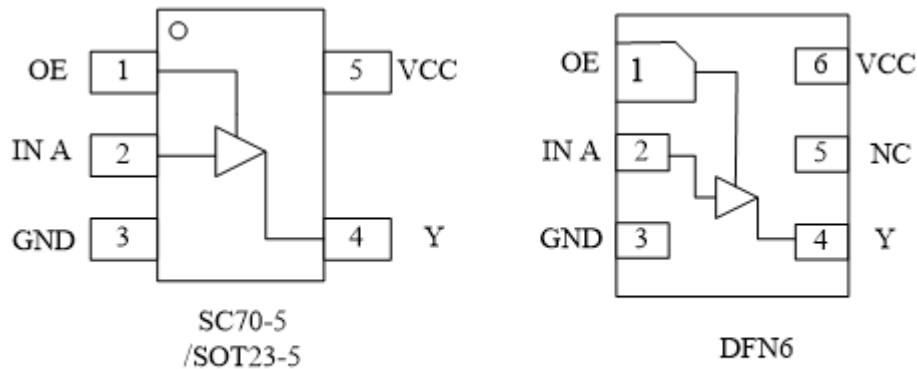 OE 1 5 VCC
IN A 2
GND 3 4 Y
SC70-5
/SOT23-5
OE 1 6 VCC
IN A 2 5 NC
GND 3 4 Y
DFN6